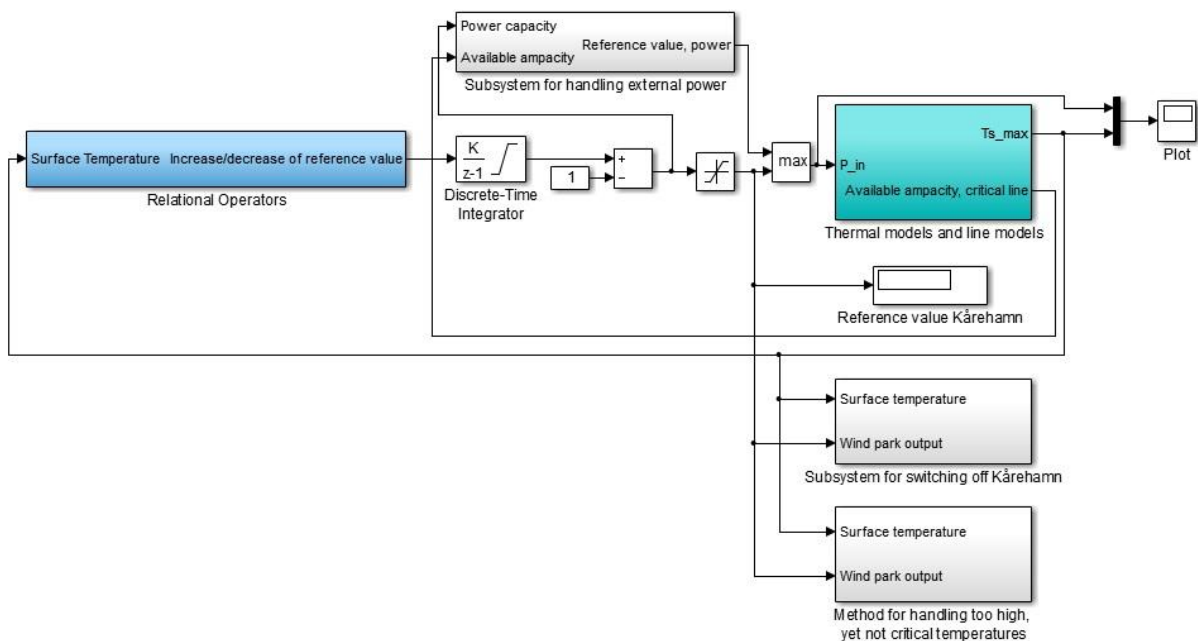 Power capacity
Reference value, power
Available ampacity
Subsystem for handling external power
Surface Temperature
Increase/decrease of reference value
Relational Operators
K
z-1
Discrete-Time
Integrator
1
+
−
max
Ts_max
P_in
Available ampacity, critical line
Thermal models and line models
Plot
Reference value Kårehamn
Surface temperature
Wind park output
Subsystem for switching off Kårehamn
Surface temperature
Wind park output
Method for handling too high,
yet not critical temperatures